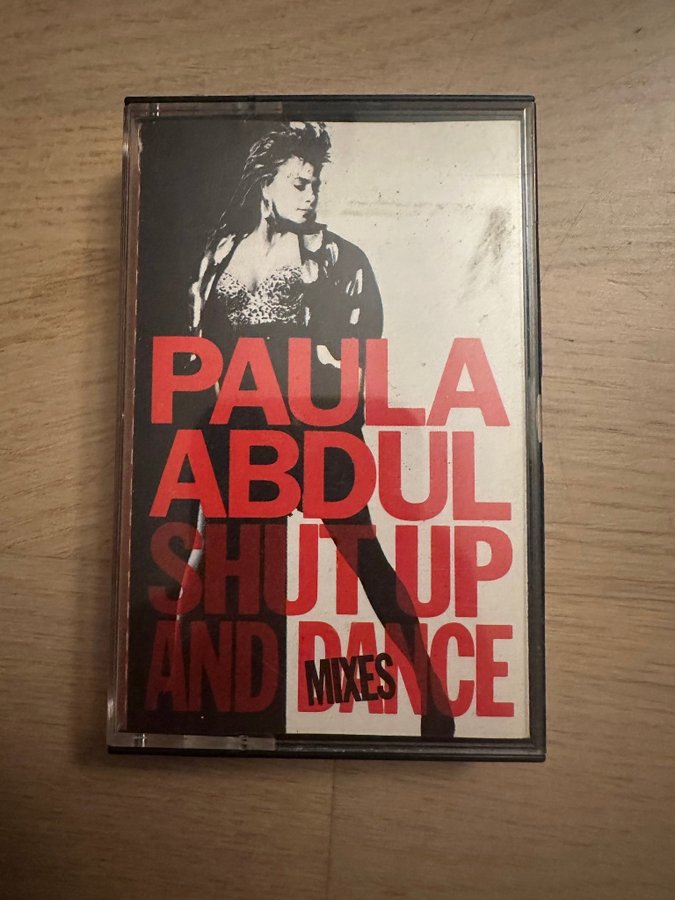 PAULA
ABDUL
SHUT UP
AND DANCE
MIXES